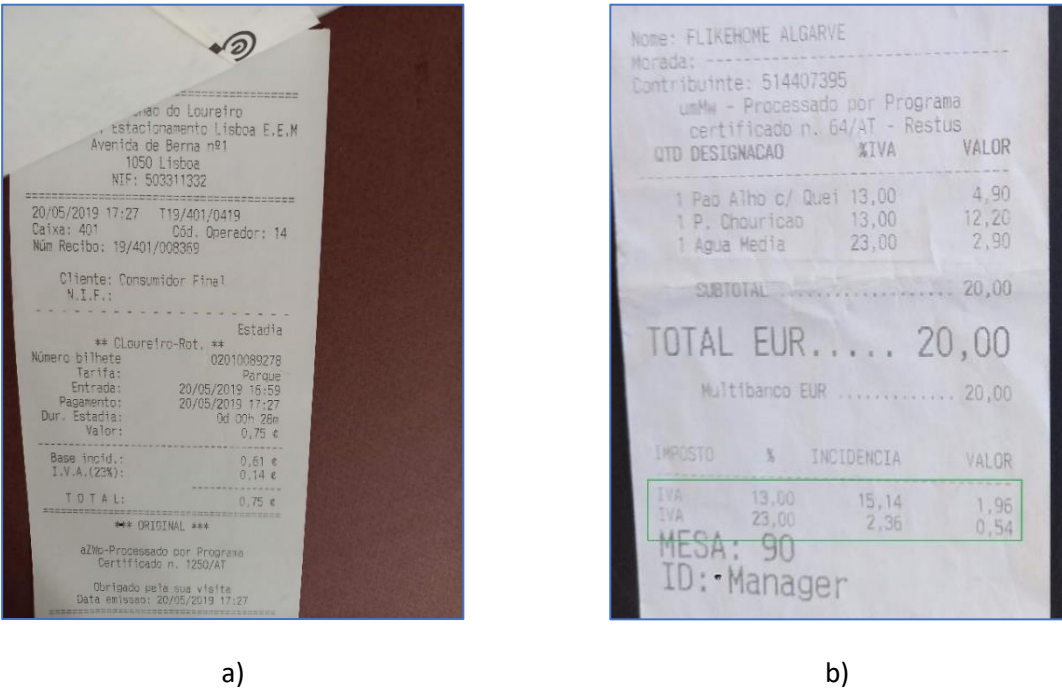 do Loureiro
Estacionamento Lisboa E.E.M
Avenida de Berna nº1
1050 Lisboa
NIF: 503311332
20/05/2019 17:27 T19/401/0419
Caixa: 401 Cód. Operador: 14
Núm Recibo: 19/401/008369
Cliente: Consumidor Final
N.I.F.:
Estadia
** CLoureiro-Rot. **
Número bilhete 02010089278
Tarifa: Parque
Entrada: 20/05/2019 16:59
Pagamento: 20/05/2019 17:27
Dur. Estadia: 0d 00h 28m
Valor: 0,75 €
Base incid.: 0,61 €
I.V.A.(23%): 0,14 €
T O T A L: 0,75 €
*** ORIGINAL ***
aZWo-Processado por Programa
Certificado n. 1250/AT
Obrigado pela sua visita
Data emissao: 20/05/2019 17:27
a)
Nome: FLIKEHOME ALGARVE
Morada: ------------------------------
Contribuinte: 514407395
umMw - Processado por Programa
certificado n. 64/AT - Restus
QTD DESIGNACAO %IVA VALOR
1 Pao Alho c/ Quei 13,00 4,90
1 P. Chouricao 13,00 12,20
1 Agua Media 23,00 2,90
SUBTOTAL .................. 20,00
TOTAL EUR..... 20,00
Multibanco EUR ............. 20,00
IMPOSTO % INCIDENCIA VALOR
IVA 13,00 15,14 1,96
IVA 23,00 2,36 0,54
MESA: 90
ID: Manager
b)